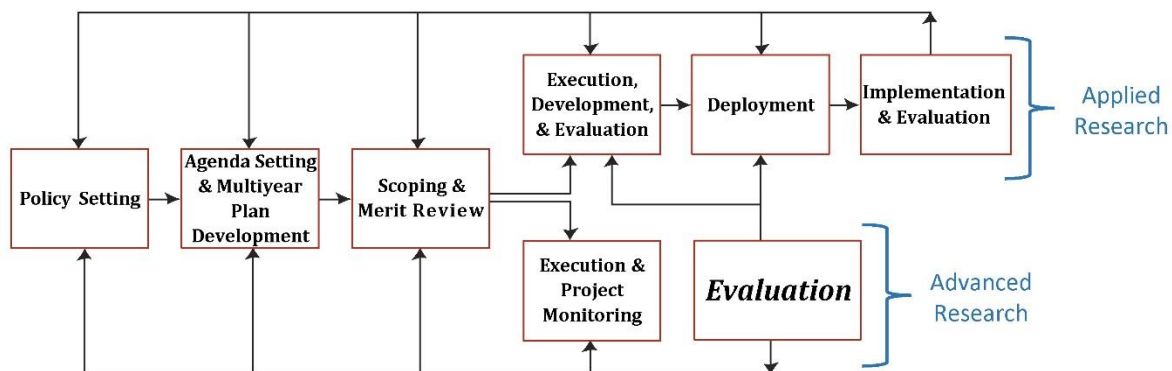 Execution,
Development,
& Evaluation
Deployment
Implementation
& Evaluation
Applied
Research
Policy Setting
Agenda Setting
& Multiyear
Plan
Development
Scoping &
Merit Review
Execution &
Project
Monitoring
Evaluation
Advanced
Research